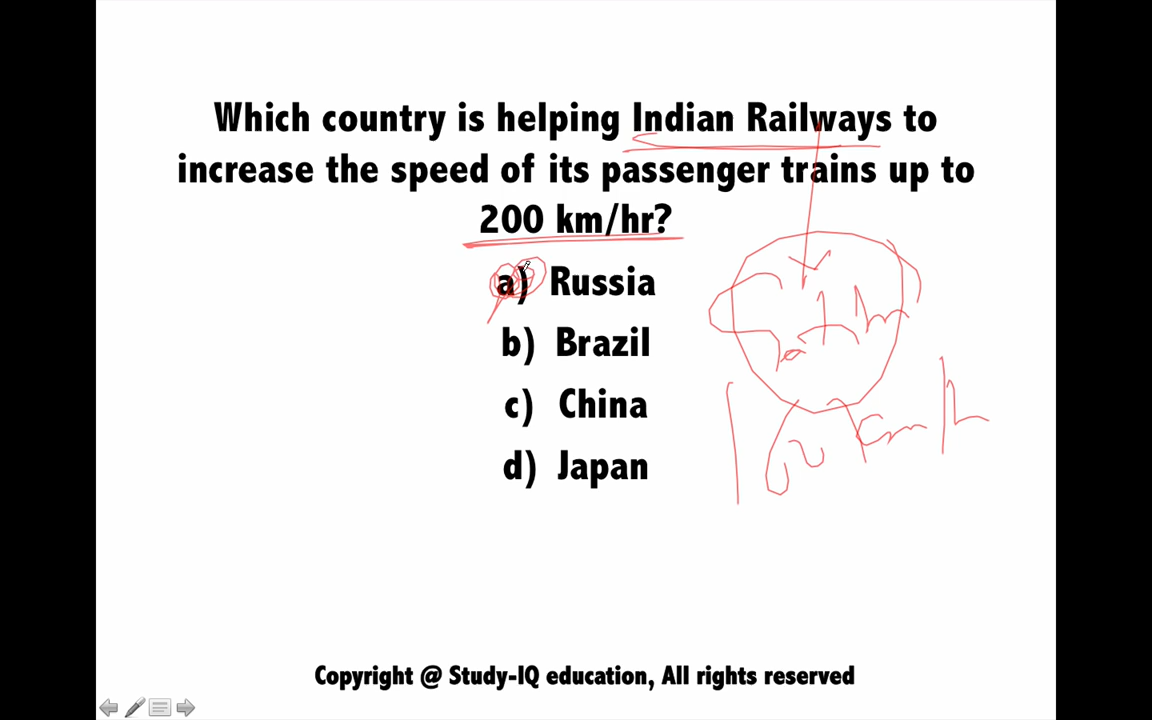 Which country is helping Indian Railways to
increase the speed of its passenger trains up to
200 km/hr?
a) Russia
b) Brazil
c) China
d) Japan
Copyright @ Study-IQ education, All rights reserved